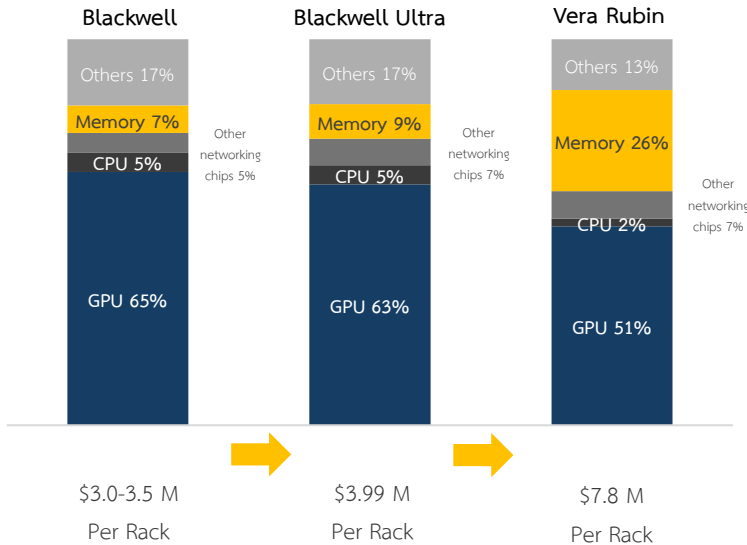 Blackwell
Blackwell Ultra
Vera Rubin
Others 17%
Memory 7%
CPU 5%
GPU 65%
Other
networking
chips 5%
Others 17%
Memory 9%
CPU 5%
GPU 63%
Other
networking
chips 7%
Others 13%
Memory 26%
CPU 2%
GPU 51%
Other
networking
chips 7%
$3.0-3.5 M
Per Rack
$3.99 M
Per Rack
$7.8 M
Per Rack